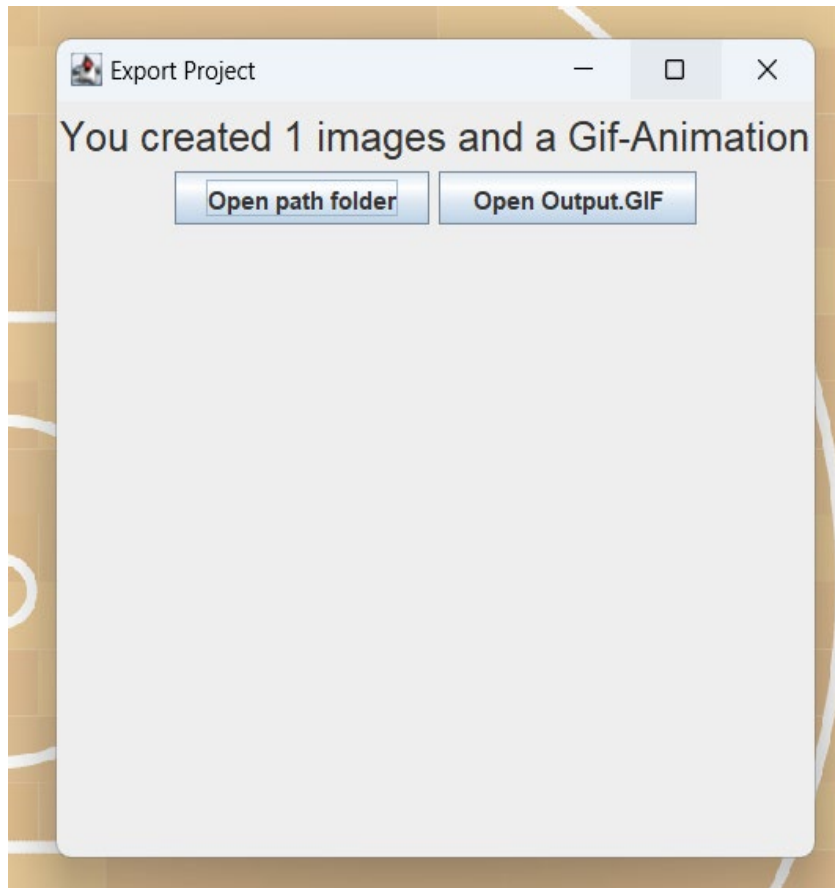 Export Project
You created 1 images and a Gif-Animation
Open path folder Open Output.GIF